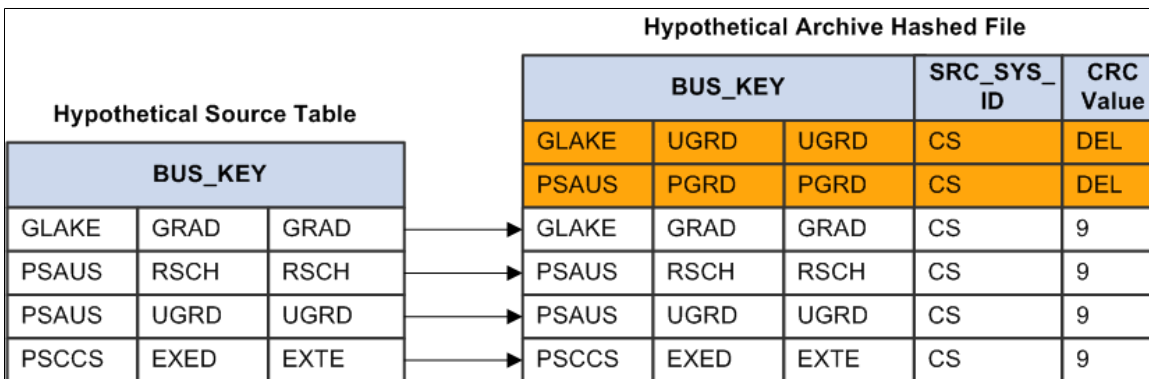 Hypothetical Archive Hashed File
BUS_KEY SRC_SYS_ CRC
ID Value
Hypothetical Source Table
GLAKE UGRD UGRD CS DEL
BUS_KEY
PSAUS PGRD PGRD CS DEL
GLAKE GRAD GRAD GLAKE GRAD GRAD CS 9
PSAUS RSCH RSCH PSAUS RSCH RSCH CS 9
PSAUS UGRD UGRD PSAUS UGRD UGRD CS 9
PSCCS EXED EXTE PSCCS EXED EXTE CS 9